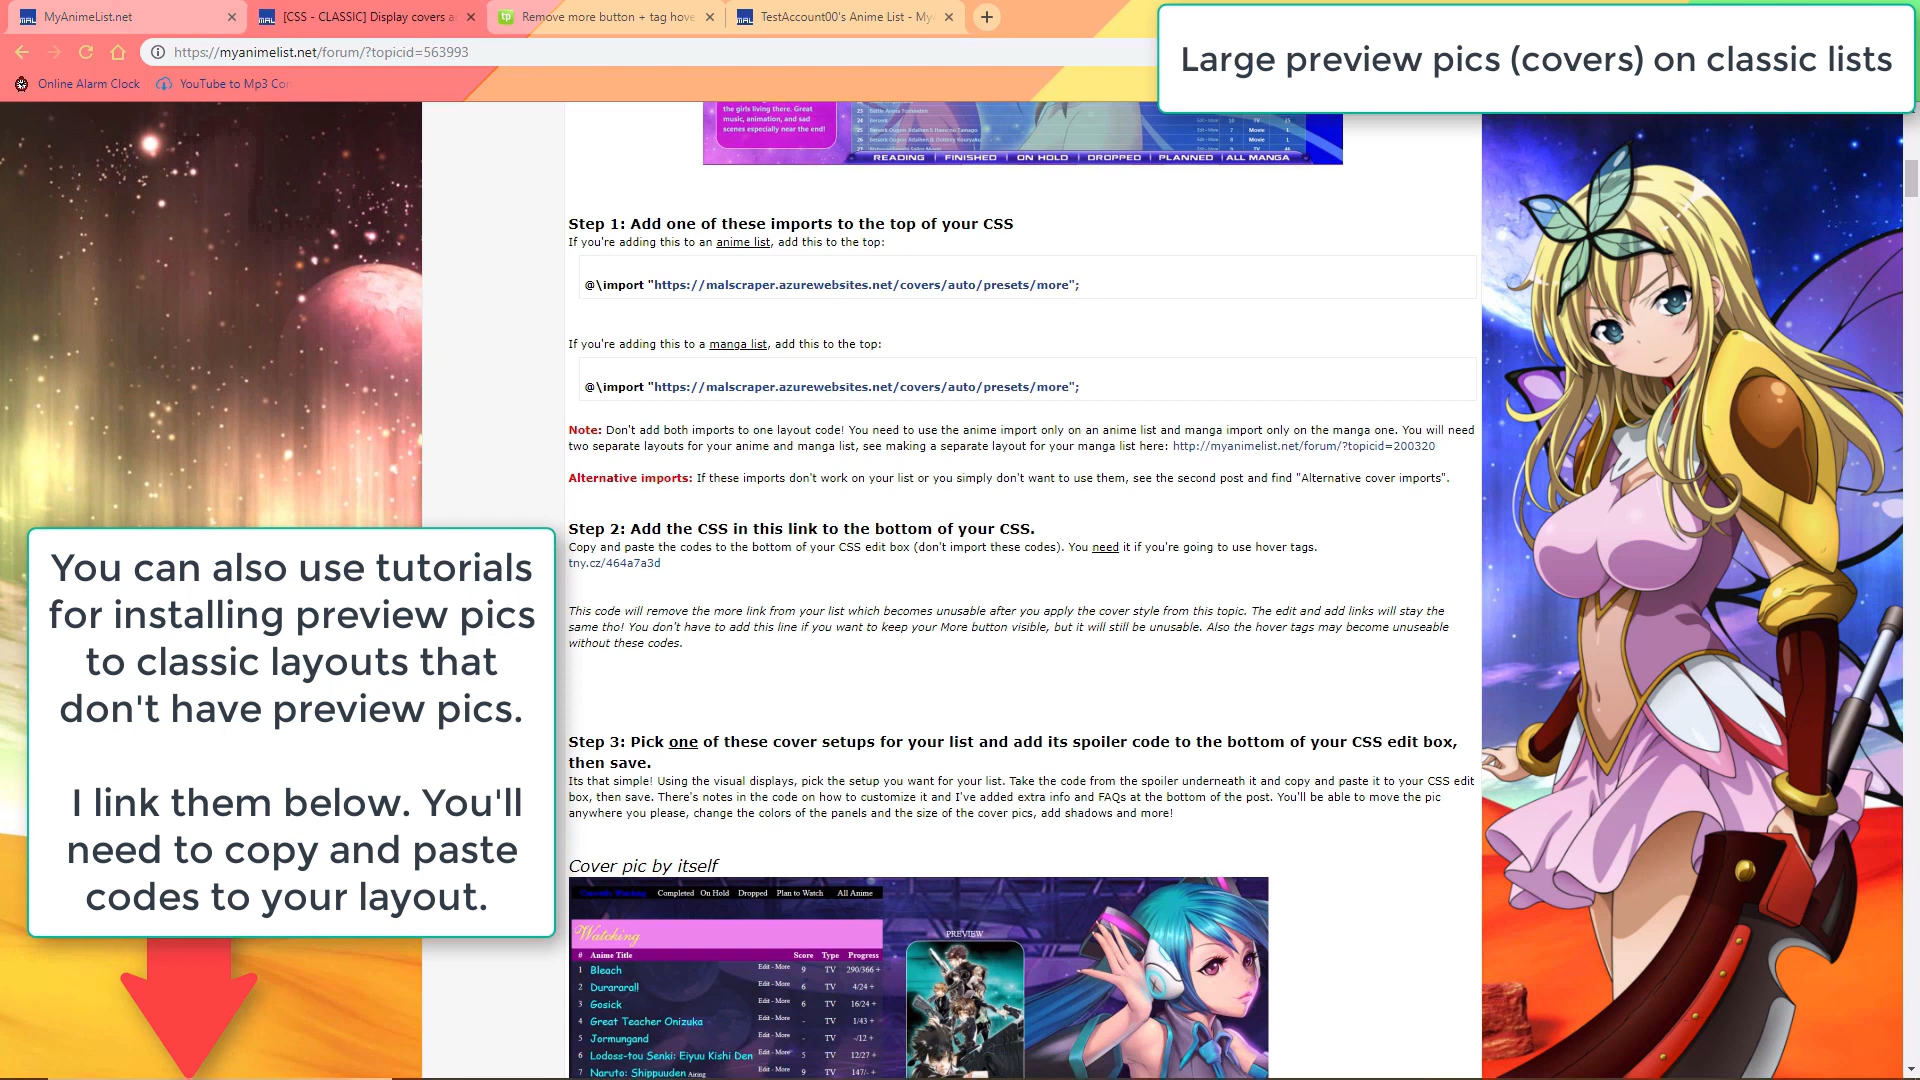 MyAnimeList.net
[CSS - CLASSIC] Display covers a
Remove more button + tag hove
TestAccount00's Anime List - My
https://myanimelist.net/forum/?topicid=563993
Online Alarm Clock
YouTube to Mp3 Con
Large preview pics (covers) on classic lists
the girls living there. Great
music, animation, and sad
scenes especially near the end!
READING | FINISHED | ON HOLD | DROPPED | PLANNED | ALL MANGA
Step 1: Add one of these imports to the top of your CSS
If you're adding this to an anime list, add this to the top:
@\import "https://malscraper.azurewebsites.net/covers/auto/presets/more";
If you're adding this to a manga list, add this to the top:
@\import "https://malscraper.azurewebsites.net/covers/auto/presets/more";
Note: Don't add both imports to one layout code! You need to use the anime import only on an anime list and manga import only on the manga one. You will need
two separate layouts for your anime and manga list, see making a separate layout for your manga list here: http://myanimelist.net/forum/?topicid=200320
Alternative imports: If these imports don't work on your list or you simply don't want to use them, see the second post and find "Alternative cover imports".
Step 2: Add the CSS in this link to the bottom of your CSS.
Copy and paste the codes to the bottom of your CSS edit box (don't import these codes). You need it if you're going to use hover tags.
tny.cz/464a7a3d
This code will remove the more link from your list which becomes unusable after you apply the cover style from this topic. The edit and add links will stay the
same tho! You don't have to add this line if you want to keep your More button visible, but it will still be unusable. Also the hover tags may become unuseable
without these codes.
Step 3: Pick one of these cover setups for your list and add its spoiler code to the bottom of your CSS edit box,
then save.
Its that simple! Using the visual displays, pick the setup you want for your list. Take the code from the spoiler underneath it and copy and paste it to your CSS edit
box, then save. There's notes in the code on how to customize it and I've added extra info and FAQs at the bottom of the post. You'll be able to move the pic
anywhere you please, change the colors of the panels and the size of the cover pics, add shadows and more!
Cover pic by itself
Currently Watching Completed On Hold Dropped Plan to Watch All Anime
Watching
PREVIEW
# Anime Title Score Type Progress
1 Bleach Edit - More 9 TV 290/366 +
2 Durarara!! Edit - More 6 TV 4/24 +
3 Gosick Edit - More 6 TV 16/24 +
4 Great Teacher Onizuka Edit - More - TV 1/43 +
5 Jormungand Edit - More - TV -/12 +
6 Lodoss-tou Senki: Eiyuu Kishi Den Edit - More 5 TV 12/27 +
7 Naruto: Shippuuden Airing Edit - More 9 TV 147/- +
You can also use tutorials
for installing preview pics
to classic layouts that
don't have preview pics.
I link them below. You'll
need to copy and paste
codes to your layout.